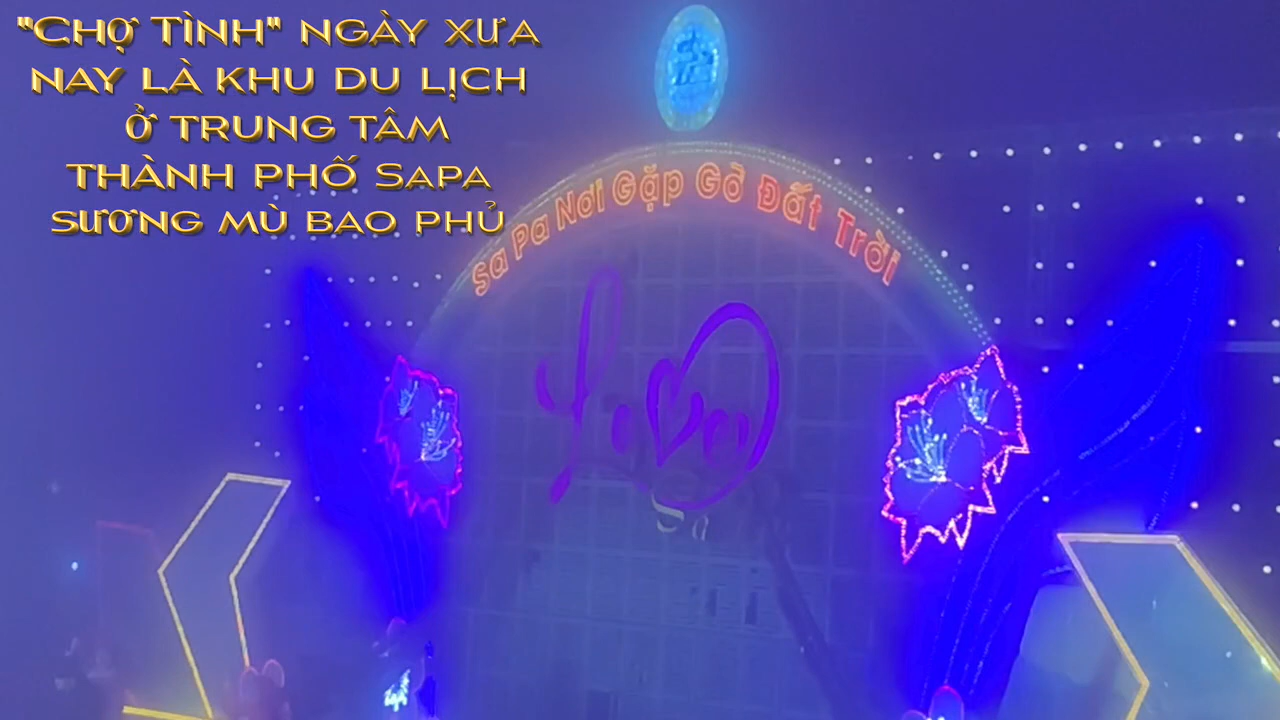 "Chợ Tình" ngày xưa
nay là khu du lịch
ở trung tâm
thành phố Sapa
sương mù bao phủ
Sa Pa Nơi Gặp Gỡ Đất Trời
Love